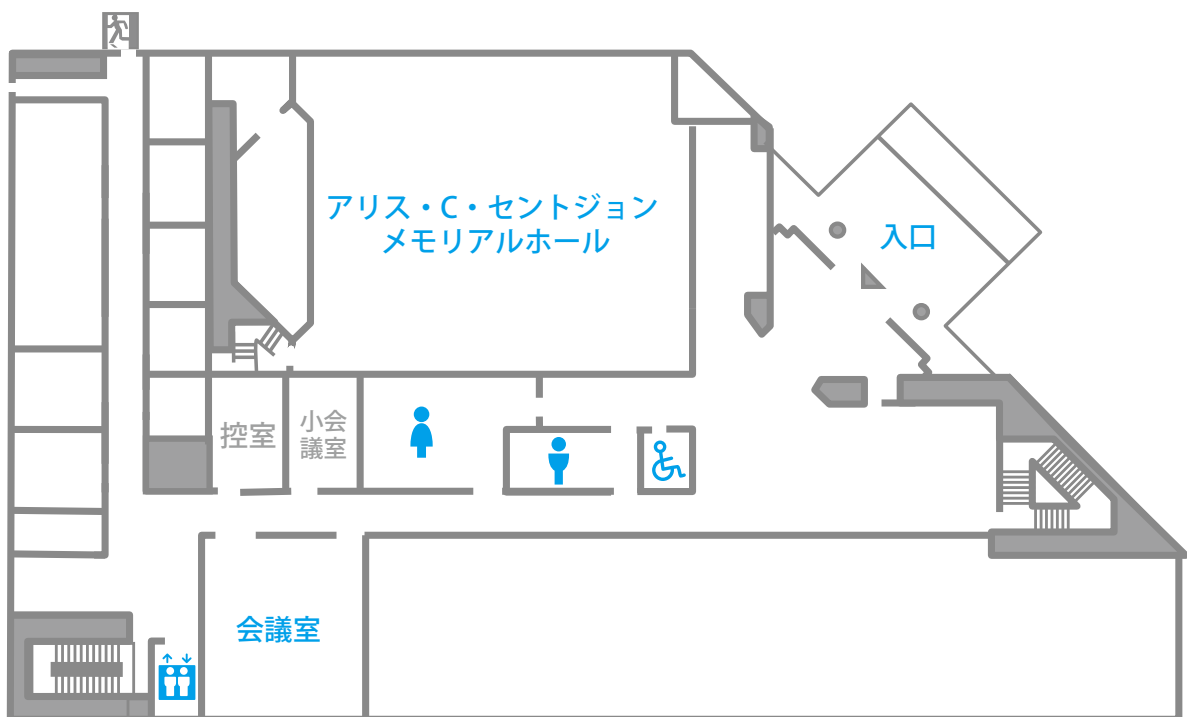 アリス・C・セントジョン
メモリアルホール
入口
控室
小会
議室
会議室